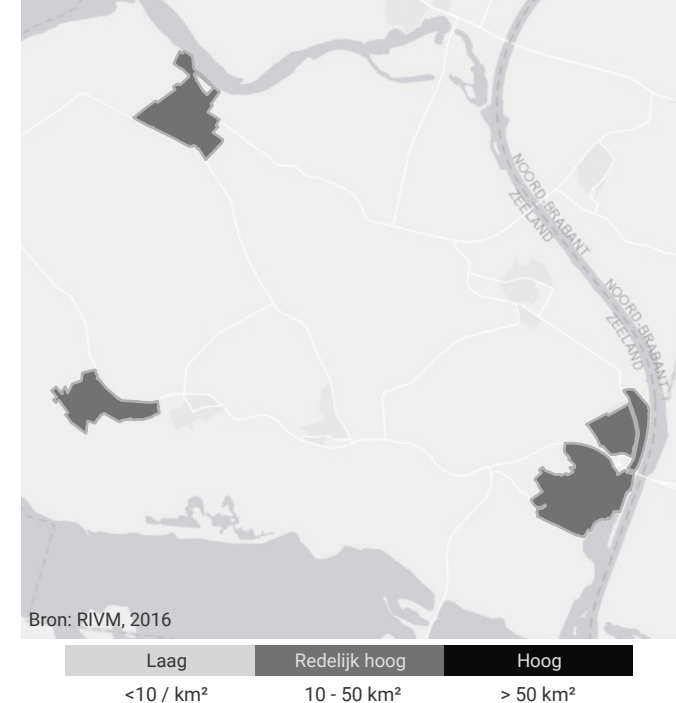 NOORD-BRABANT
ZEELAND
NOORD-BRABANT
ZEELAND
Bron: RIVM, 2016
Laag Redelijk hoog Hoog
<10 / km² 10 - 50 km² > 50 km²